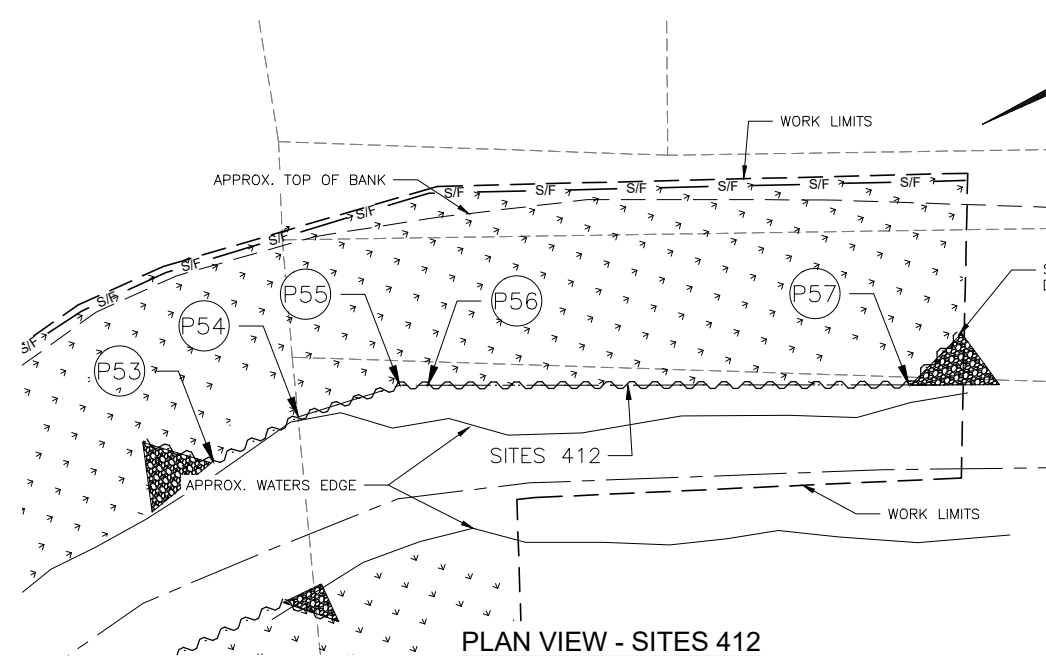 WORK LIMITS
APPROX. TOP OF BANK
S/F
S/F
S/F
S/F
S/F
S/F
S/F
S/F
S/F
S/F
S/F
P55
P56
P57
P54
P53
SITES 412
APPROX. WATERS EDGE
WORK LIMITS
PLAN VIEW - SITES 412